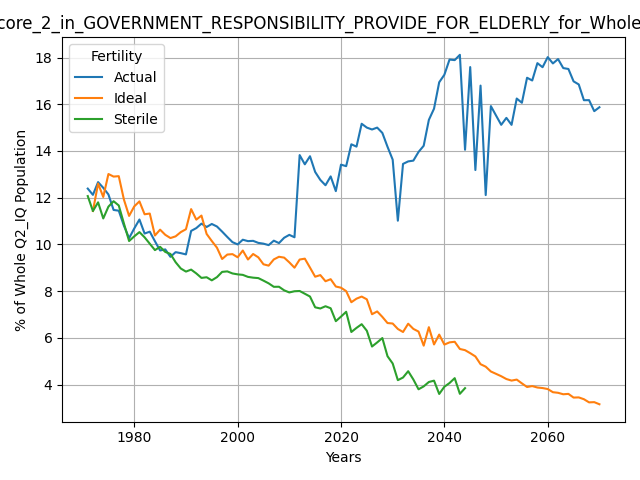 core_2_in_GOVERNMENT_RESPONSIBILITY_PROVIDE_FOR_ELDERLY_for_Whole
Fertility
Actual
Ideal
Sterile
18
16
14
12
10
8
6
4
% of Whole Q2_IQ Population
1980
2000
2020
2040
2060
Years